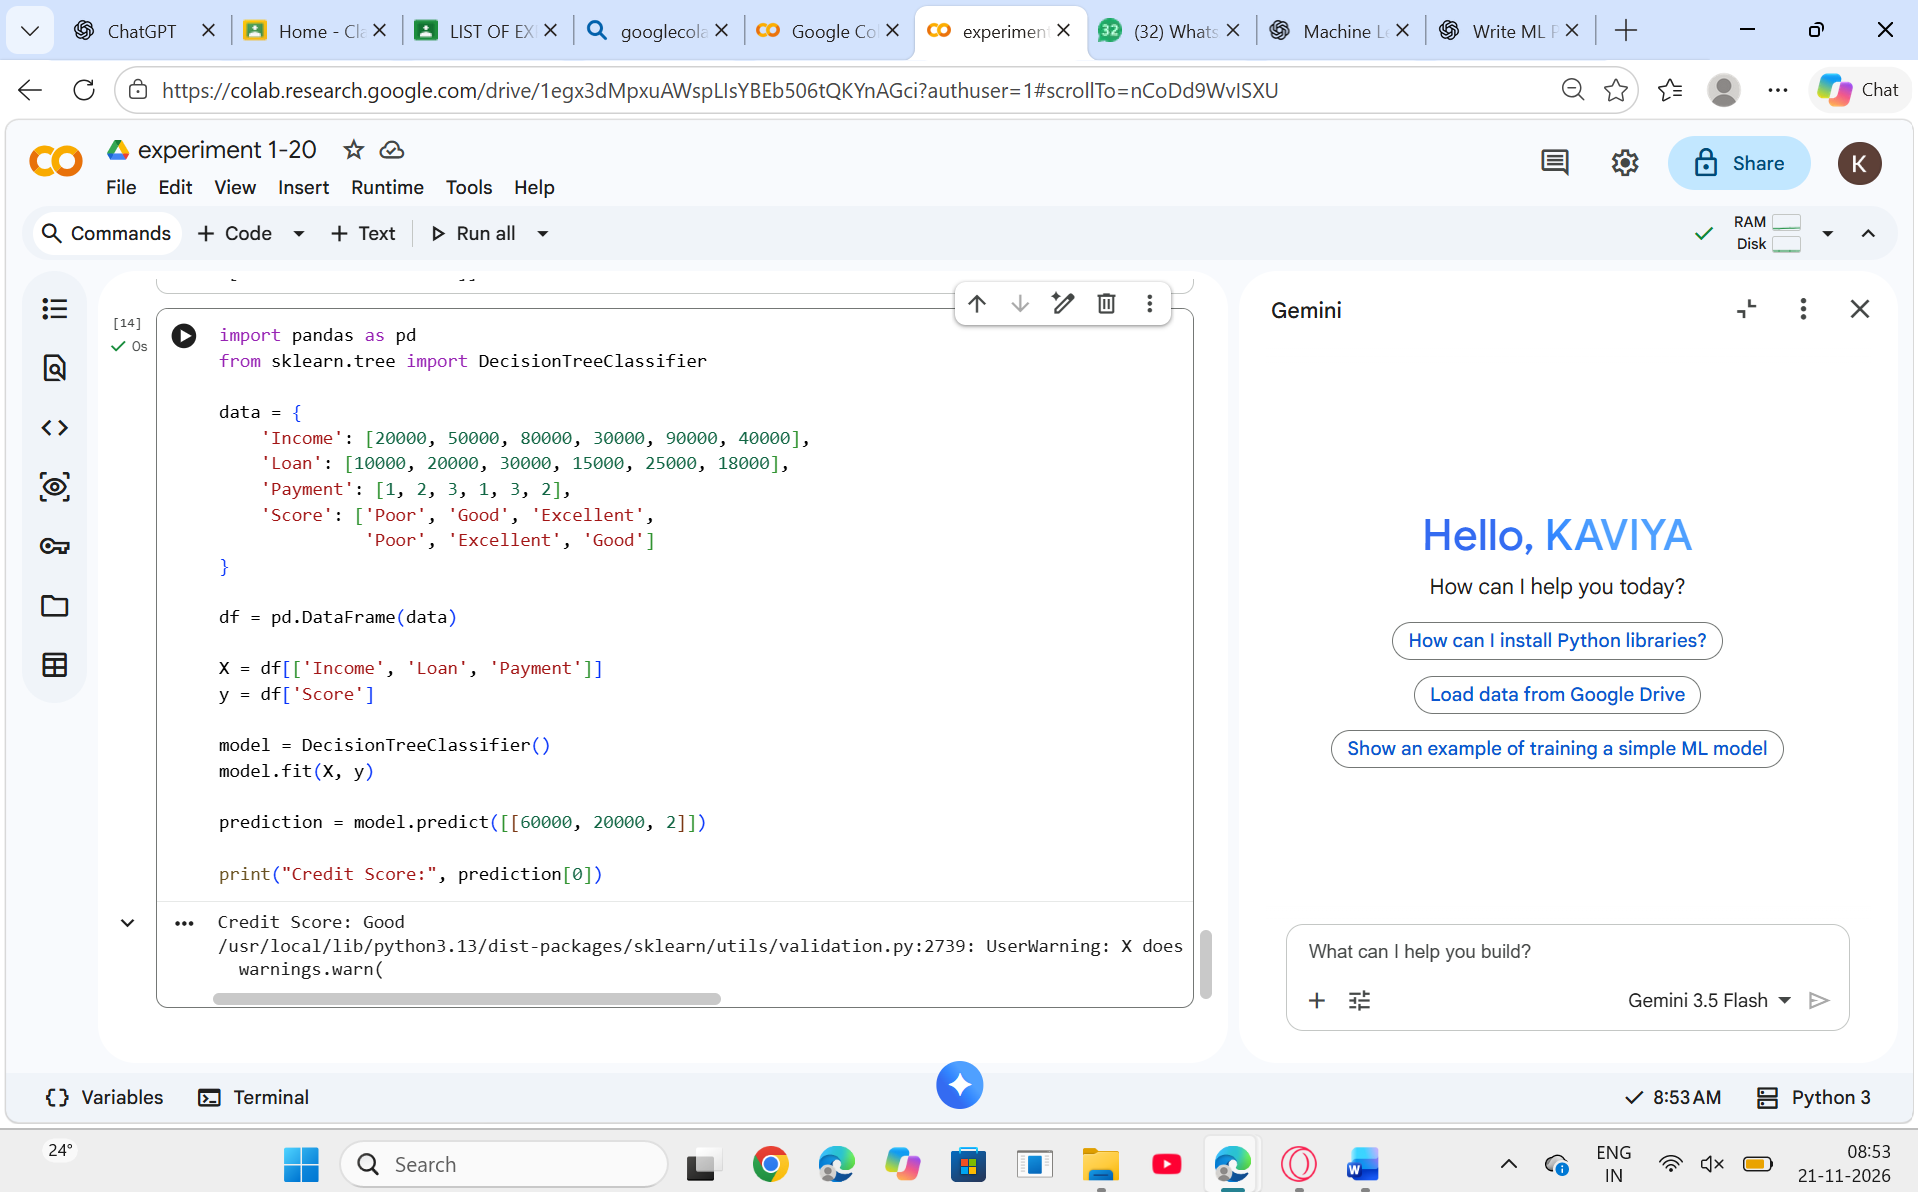 ChatGPT
Home - Cla
LIST OF EX
googlecola
Google Co
experiment
32
(32) Whats
Machine Le
Write ML P
https://colab.research.google.com/drive/1egx3dMpxuAWspLIsYBEb506tQKYnAGci?authuser=1#scrollTo=nCoDd9WvISXU
Chat
experiment 1-20
Share
K
File Edit View Insert Runtime Tools Help
Commands + Code + Text Run all
RAM
Disk
[14]
0s
import pandas as pd
from sklearn.tree import DecisionTreeClassifier
data = {
'Income': [20000, 50000, 80000, 30000, 90000, 40000],
'Loan': [10000, 20000, 30000, 15000, 25000, 18000],
'Payment': [1, 2, 3, 1, 3, 2],
'Score': ['Poor', 'Good', 'Excellent',
'Poor', 'Excellent', 'Good']
}
df = pd.DataFrame(data)
X = df[['Income', 'Loan', 'Payment']]
y = df['Score']
model = DecisionTreeClassifier()
model.fit(X, y)
prediction = model.predict([[60000, 20000, 2]])
print("Credit Score:", prediction[0])
Credit Score: Good
/usr/local/lib/python3.13/dist-packages/sklearn/utils/validation.py:2739: UserWarning: X does
warnings.warn(
Gemini
Hello, KAVIYA
How can I help you today?
How can I install Python libraries?
Load data from Google Drive
Show an example of training a simple ML model
What can I help you build?
Gemini 3.5 Flash
Variables
Terminal
8:53 AM
Python 3
24°
Search
ENG
IN
08:53
21-11-2026